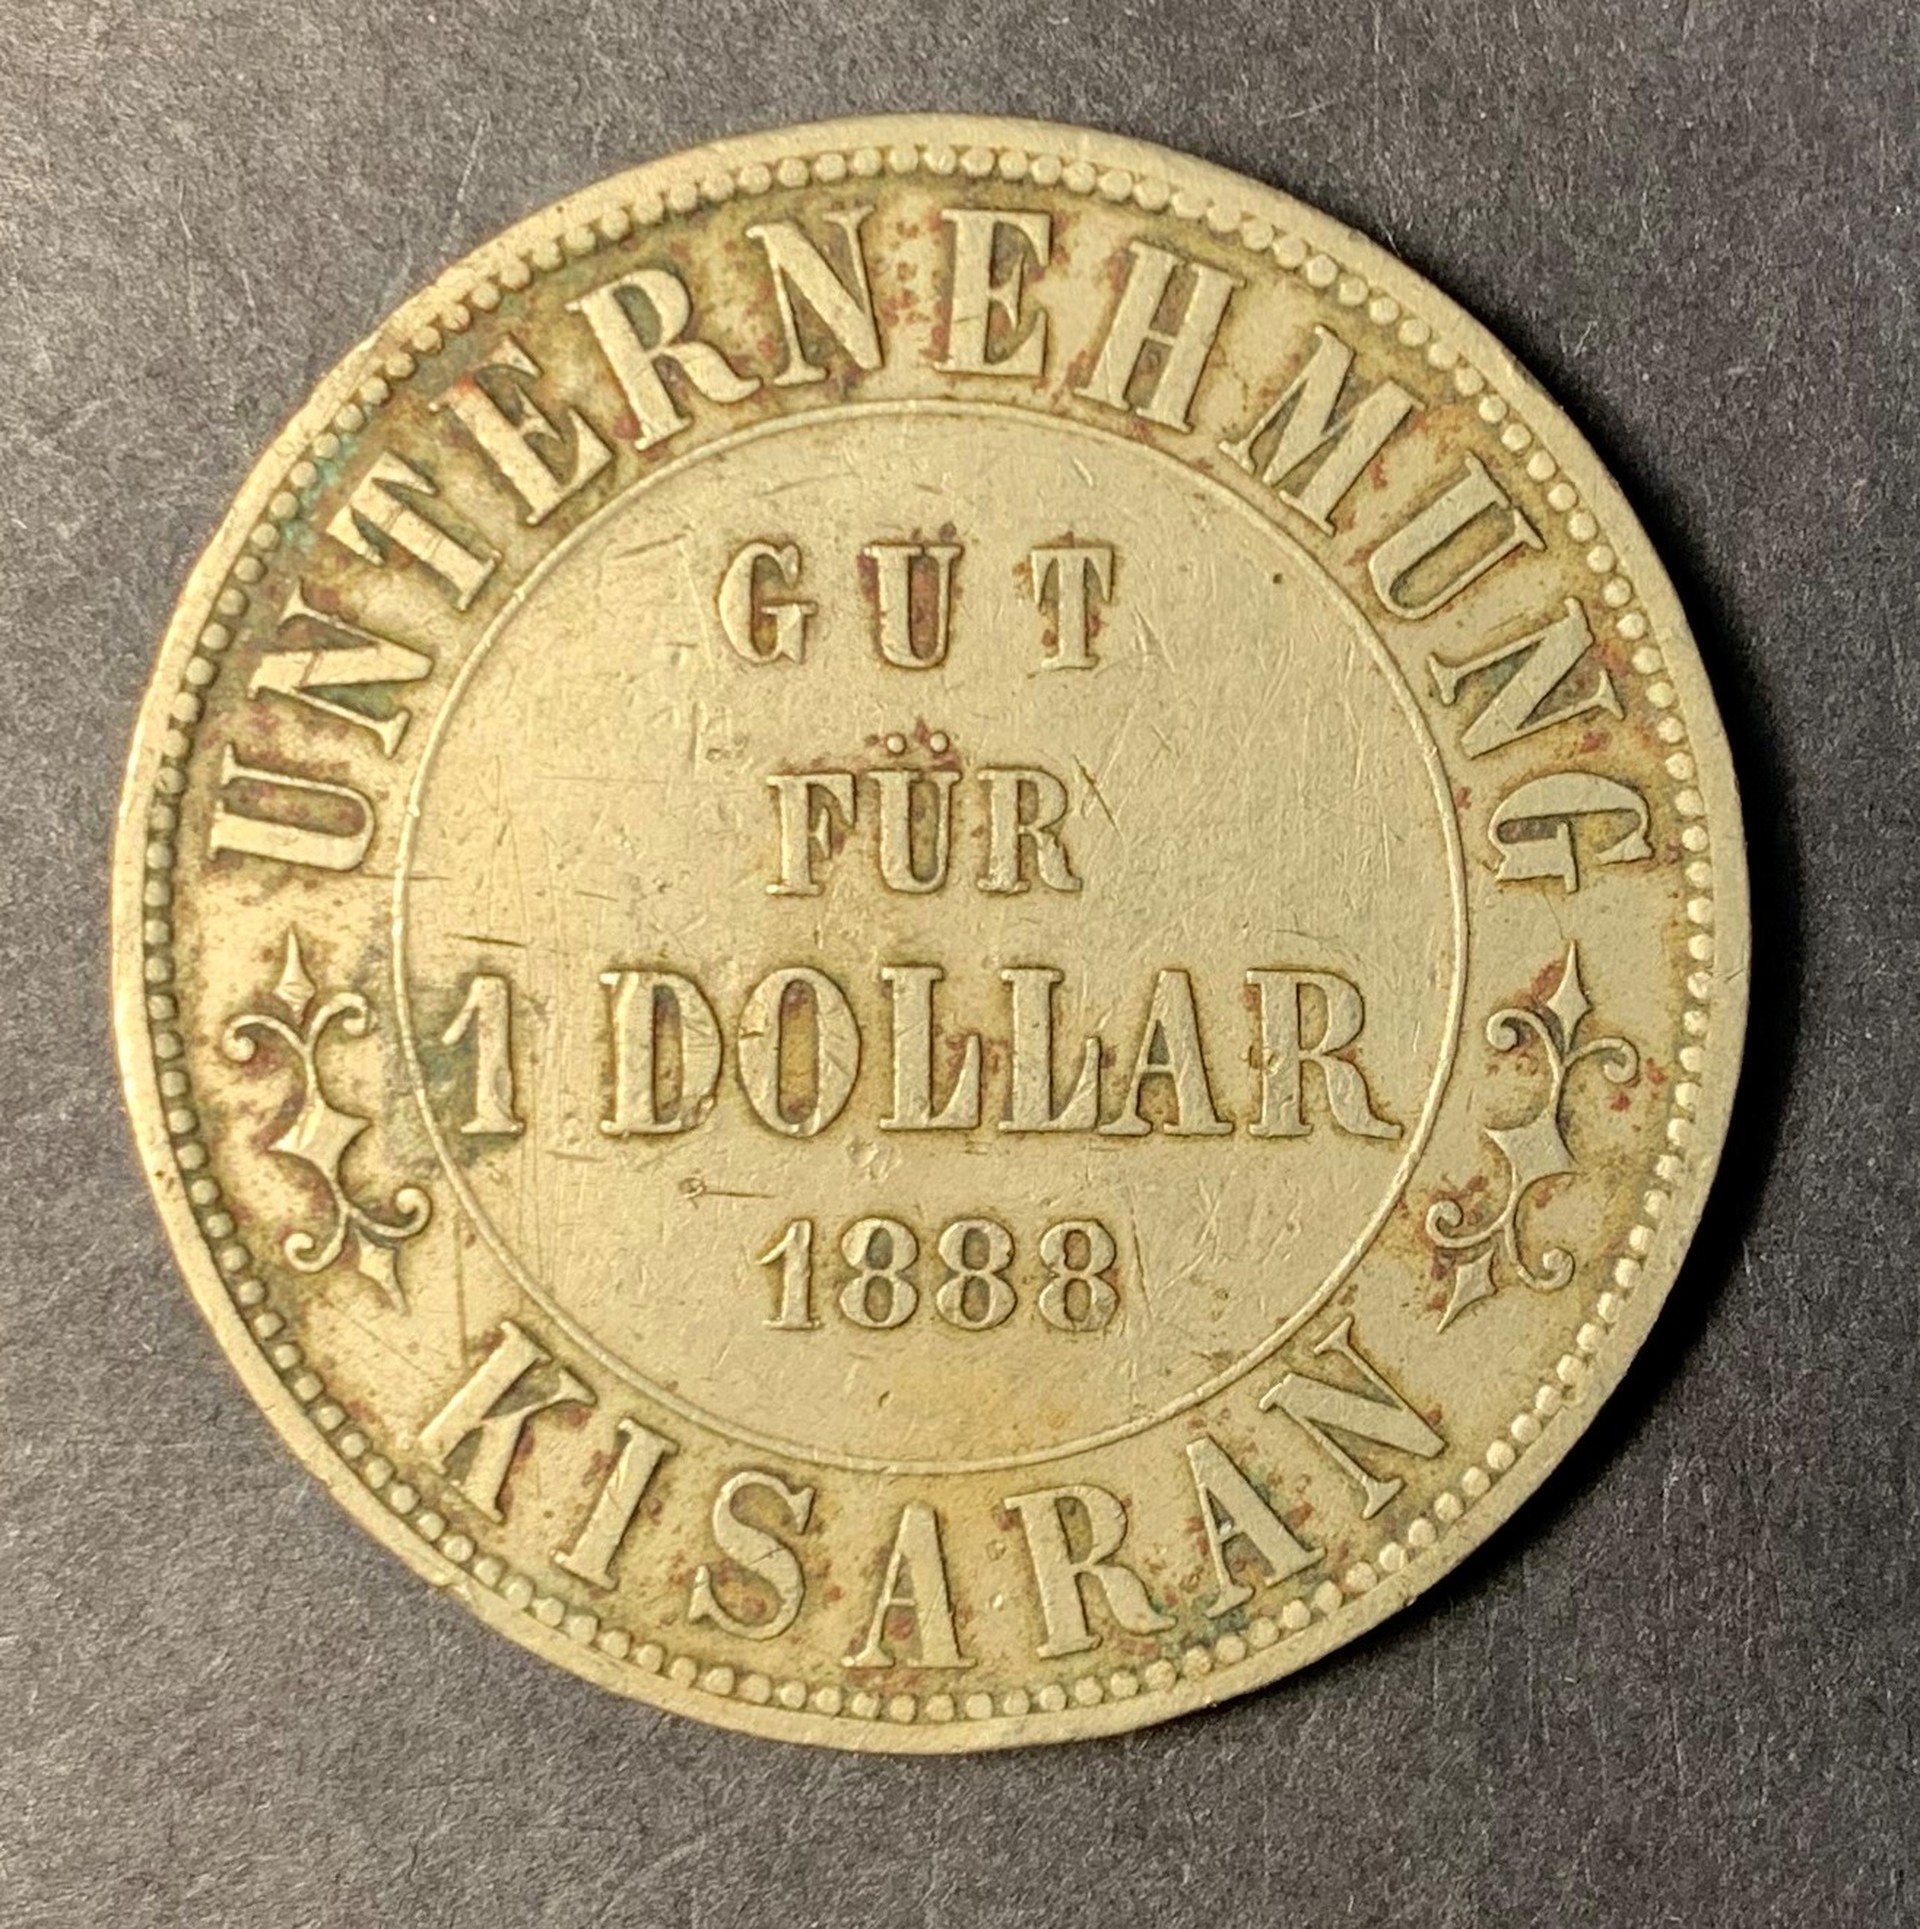 UNTERNEHMUNG
GUT
FÜR
1 DOLLAR
1888
KISARAN